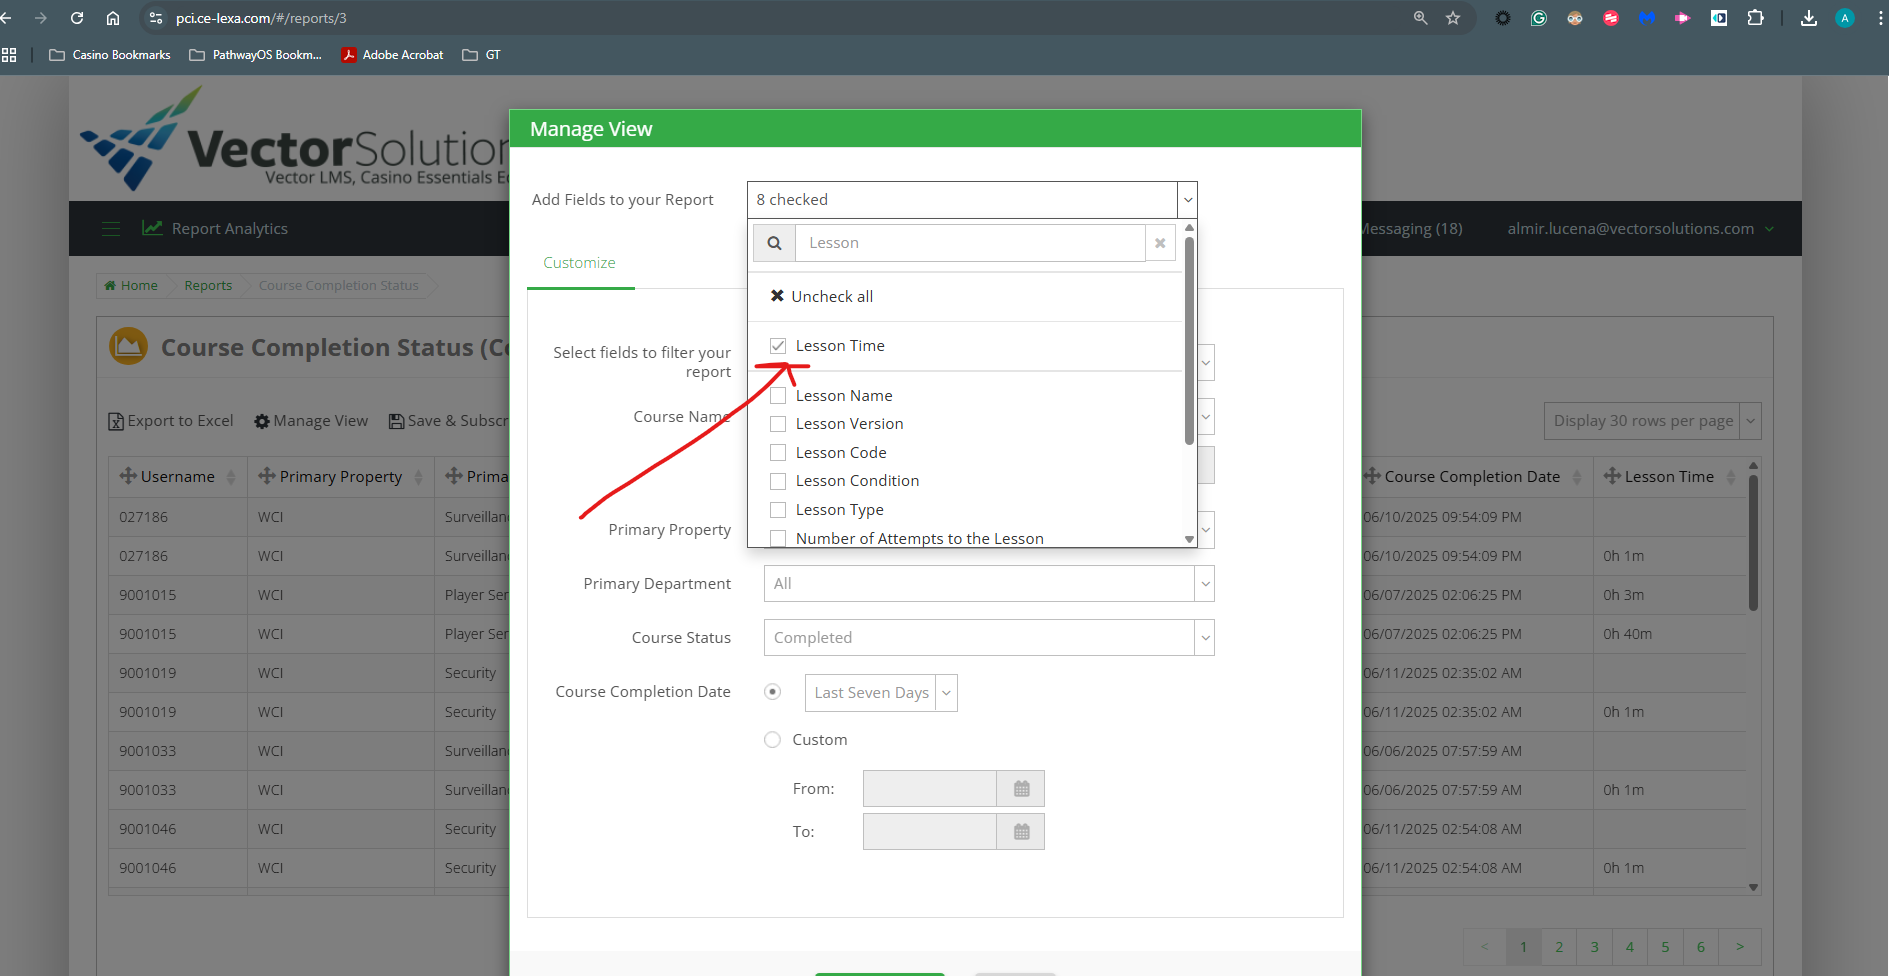 pci.ce-lexa.com/#/reports/3
A
Casino Bookmarks
PathwayOS Bookm...
Adobe Acrobat
GT
VectorSolution
Vector LMS, Casino Essentials E
Report Analytics
Messaging (18)
almir.lucena@vectorsolutions.com
Home
Reports
Course Completion Status
Course Completion Status (Co
Export to Excel
Manage View
Save & Subscr
Display 30 rows per page
Username
Primary Property
Prima
Course Completion Date
Lesson Time
027186
WCI
Surveillan
06/10/2025 09:54:09 PM
027186
WCI
Surveillan
06/10/2025 09:54:09 PM
0h 1m
9001015
WCI
Player Ser
06/07/2025 02:06:25 PM
0h 3m
9001015
WCI
Player Ser
06/07/2025 02:06:25 PM
0h 40m
9001019
WCI
Security
06/11/2025 02:35:02 AM
9001019
WCI
Security
06/11/2025 02:35:02 AM
0h 1m
9001033
WCI
Surveillan
06/06/2025 07:57:59 AM
9001033
WCI
Surveillan
06/06/2025 07:57:59 AM
0h 1m
9001046
WCI
Security
06/11/2025 02:54:08 AM
9001046
WCI
Security
06/11/2025 02:54:08 AM
0h 1m
< 1 2 3 4 5 6 >
Manage View
Add Fields to your Report
8 checked
Lesson
Uncheck all
Lesson Time
Lesson Name
Lesson Version
Lesson Code
Lesson Condition
Lesson Type
Number of Attempts to the Lesson
Customize
Select fields to filter your
report
Course Name
Primary Property
Primary Department
All
Course Status
Completed
Course Completion Date
Last Seven Days
Custom
From:
To: